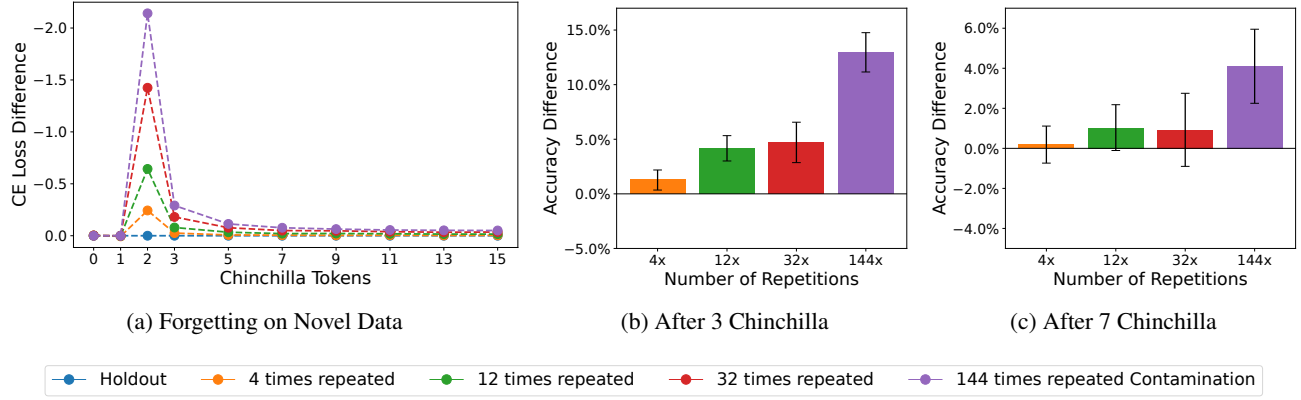 CE Loss Difference
−2.0
−1.5
−1.0
−0.5
0.0
0 1 2 3 5 7 9 11 13 15
Chinchilla Tokens
(a) Forgetting on Novel Data
Accuracy Difference
15.0%
10.0%
5.0%
0.0%
−5.0%
4x 12x 32x 144x
Number of Repetitions
(b) After 3 Chinchilla
Accuracy Difference
6.0%
4.0%
2.0%
0.0%
−2.0%
−4.0%
4x 12x 32x 144x
Number of Repetitions
(c) After 7 Chinchilla
Holdout 4 times repeated 12 times repeated 32 times repeated 144 times repeated Contamination